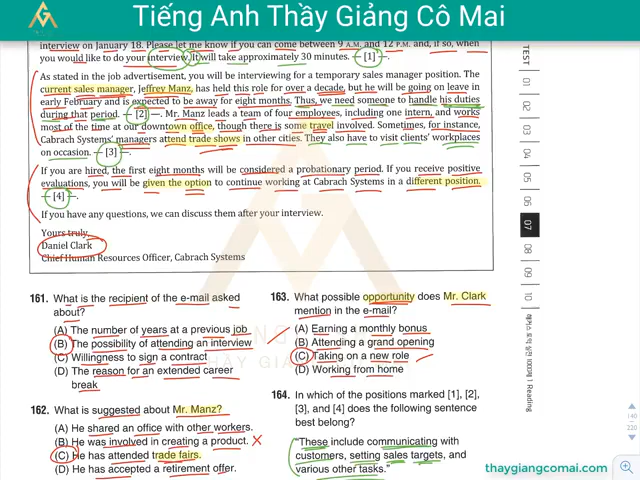 Tiếng Anh Thầy Giảng Cô Mai
interview on January 18. Please let me know if you can come between 9 A.M. and 12 P.M. and, if so, when
you would like to do your interview. It will take approximately 30 minutes. — [1] —.
As stated in the job advertisement, you will be interviewing for a temporary sales manager position. The
current sales manager, Jeffrey Manz, has held this role for over a decade, but he will be going on leave in
early February and is expected to be away for eight months. Thus, we need someone to handle his duties
during that period. — [2] —. Mr. Manz leads a team of four employees, including one intern, and works
most of the time at our downtown office, though there is some travel involved. Sometimes, for instance,
Cabrach Systems' managers attend trade shows in other cities. They also have to visit clients' workplaces
on occasion. — [3] —.
If you are hired, the first eight months will be considered a probationary period. If you receive positive
evaluations, you will be given the option to continue working at Cabrach Systems in a different position.
— [4] —.
If you have any questions, we can discuss them after your interview.
Yours truly,
Daniel Clark
Chief Human Resources Officer, Cabrach Systems
161. What is the recipient of the e-mail asked
about?
(A) The number of years at a previous job
(B) The possibility of attending an interview
(C) Willingness to sign a contract
(D) The reason for an extended career
break
162. What is suggested about Mr. Manz?
(A) He shared an office with other workers.
(B) He was involved in creating a product.
(C) He has attended trade fairs.
(D) He has accepted a retirement offer.
163. What possible opportunity does Mr. Clark
mention in the e-mail?
(A) Earning a monthly bonus
(B) Attending a grand opening
(C) Taking on a new role
(D) Working from home
164. In which of the positions marked [1], [2],
[3], and [4] does the following sentence
best belong?
"These include communicating with
customers, setting sales targets, and
various other tasks."
TEST
01
02
03
04
05
06
07
08
09
10
해커스 토익 실전 1000제 1 Reading
140
220
thaygiangcomai.com